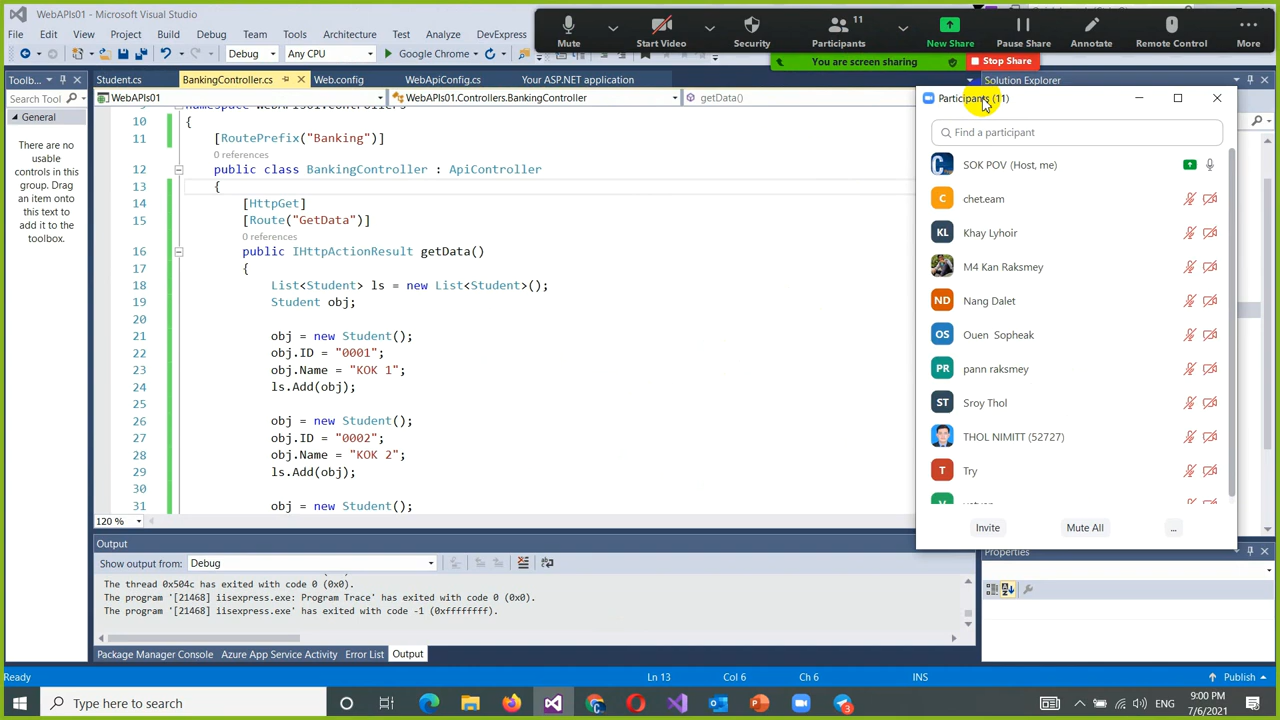 WebAPIs01 - Microsoft Visual Studio
File Edit View Project Build Debug Team Tools Architecture Test Analyze DevExpress
Mute Start Video Security Participants 11 New Share Pause Share Annotate Remote Control More
You are screen sharing Stop Share
Debug Any CPU Google Chrome
Toolb...
Search Tool
General
There are no
usable
controls in this
group. Drag
an item onto
this text to
add it to the
toolbox.
Student.cs BankingController.cs Web.config WebApiConfig.cs Your ASP.NET application
Solution Explorer
WebAPIs01 WebAPIs01.Controllers.BankingController getData()
10 {
11 [RoutePrefix("Banking")]
0 references
12 public class BankingController : ApiController
13 {
14 [HttpGet]
15 [Route("GetData")]
0 references
16 public IHttpActionResult getData()
17 {
18 List<Student> ls = new List<Student>();
19 Student obj;
20
21 obj = new Student();
22 obj.ID = "0001";
23 obj.Name = "KOK 1";
24 ls.Add(obj);
25
26 obj = new Student();
27 obj.ID = "0002";
28 obj.Name = "KOK 2";
29 ls.Add(obj);
30
31 obj = new Student();
120 %
Participants (11)
Find a participant
SOK POV (Host, me)
C chet.eam
KL Khay Lyhoir
M4 Kan Raksmey
ND Nang Dalet
OS Ouen Sopheak
PR pann raksmey
ST Sroy Thol
THOL NIMITT (52727)
T Try
Invite Mute All ...
Output
Show output from: Debug
The thread 0x504c has exited with code 0 (0x0).
The program '[21468] iisexpress.exe: Program Trace' has exited with code 0 (0x0).
The program '[21468] iisexpress.exe' has exited with code -1 (0xffffffff).
Package Manager Console Azure App Service Activity Error List Output
Properties
Ready Ln 13 Col 6 Ch 6 INS Publish
Type here to search
ENG
9:00 PM
7/6/2021